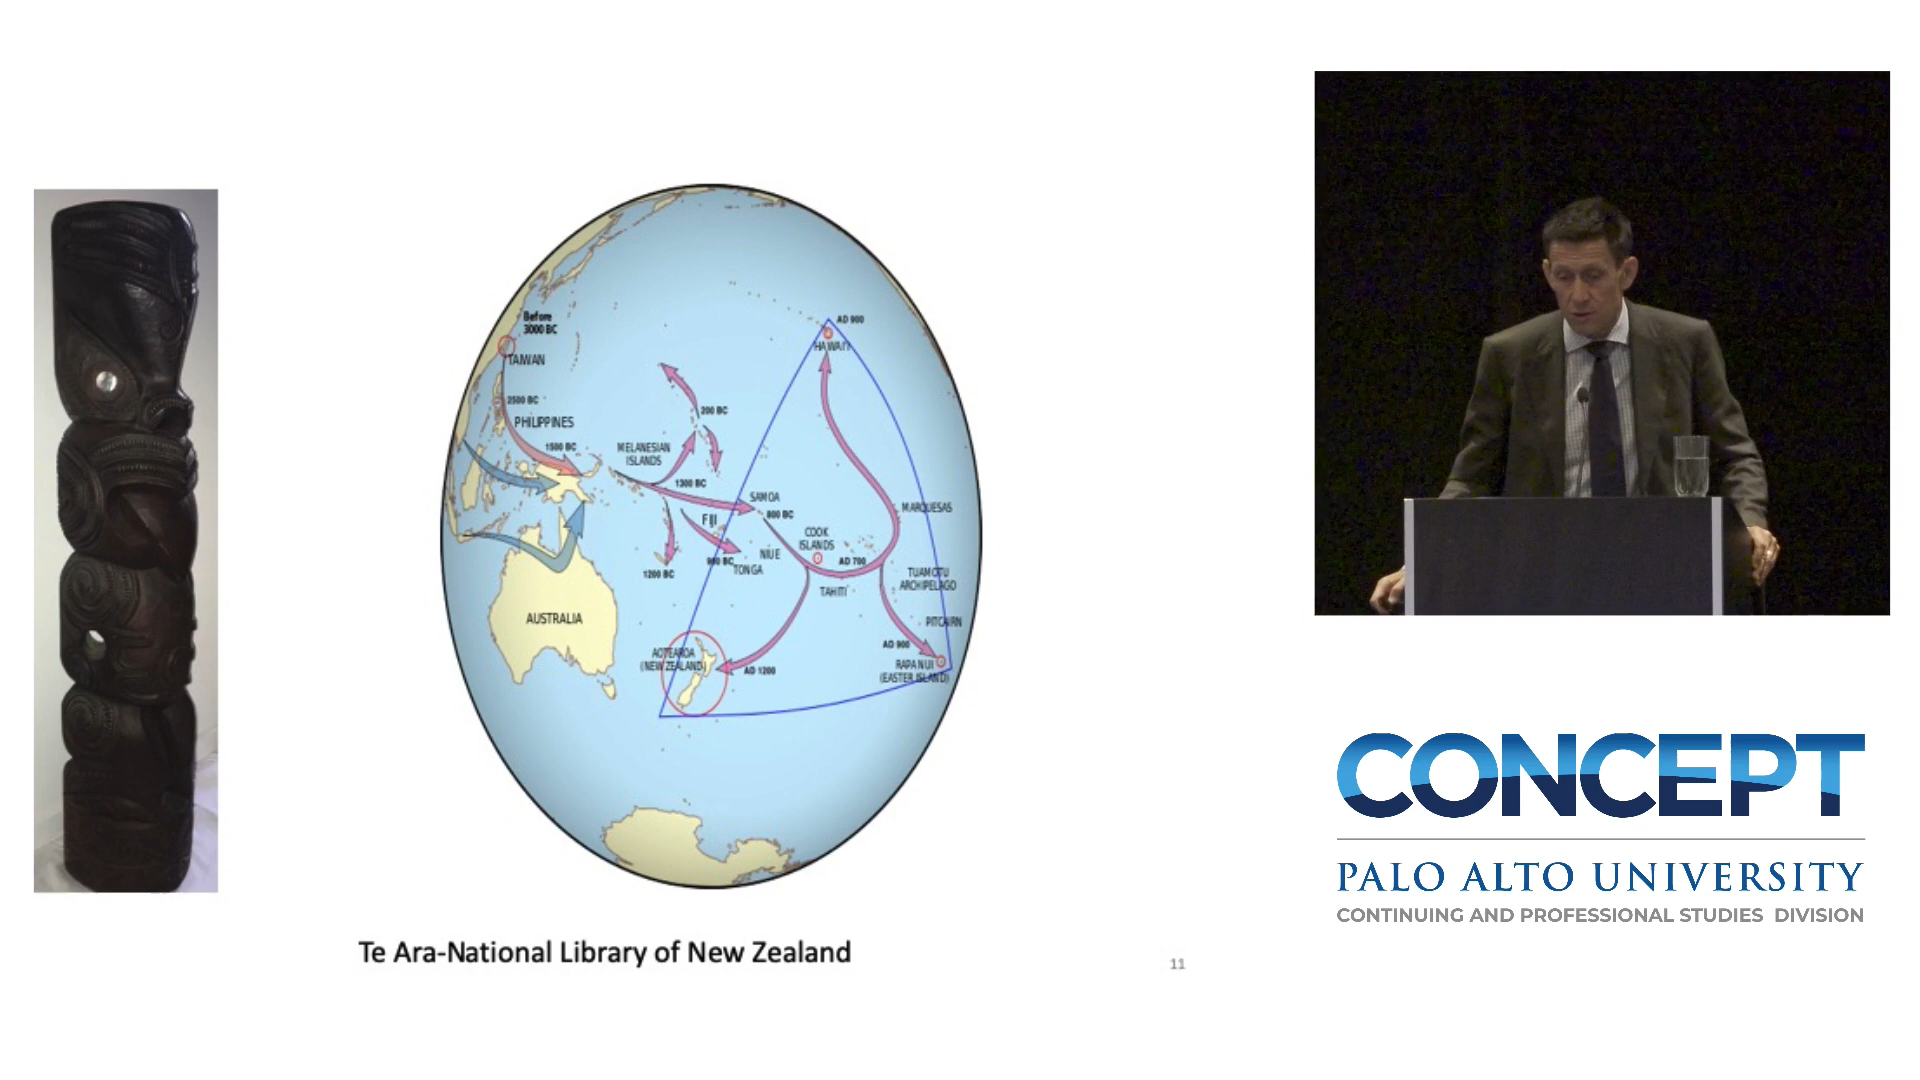 AD 900
HAWAI'I
Before
3000 BC
TAIWAN
2500 BC
PHILIPPINES
1500 BC
200 BC
MELANESIAN
ISLANDS
1300 BC
SAMOA
800 BC
FIJI
MARQUESAS
COOK
ISLANDS
NIUE
900 BC
TONGA
AD 700
1200 BC
TAHITI
TUAMOTU
ARCHIPELAGO
AUSTRALIA
PITCAIRN
AOTEAROA
(NEW ZEALAND)
AD 1200
AD 900
RAPA NUI
(EASTER ISLAND)
Te Ara-National Library of New Zealand
11
CONCEPT
PALO ALTO UNIVERSITY
CONTINUING AND PROFESSIONAL STUDIES DIVISION